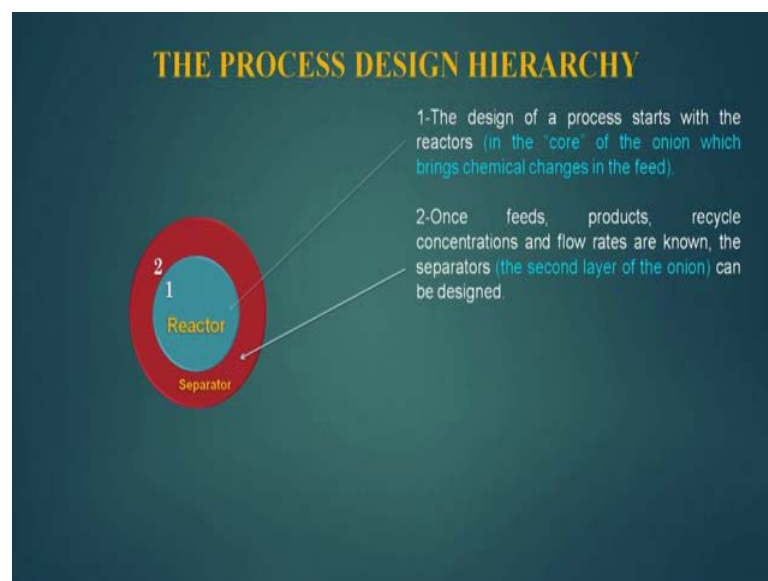 THE PROCESS DESIGN HIERARCHY
1-The design of a process starts with the
reactors (in the "core" of the onion which
brings chemical changes in the feed).
2-Once feeds, products, recycle
concentrations and flow rates are known, the
separators (the second layer of the onion) can
be designed.
2
1
Reactor
Separator